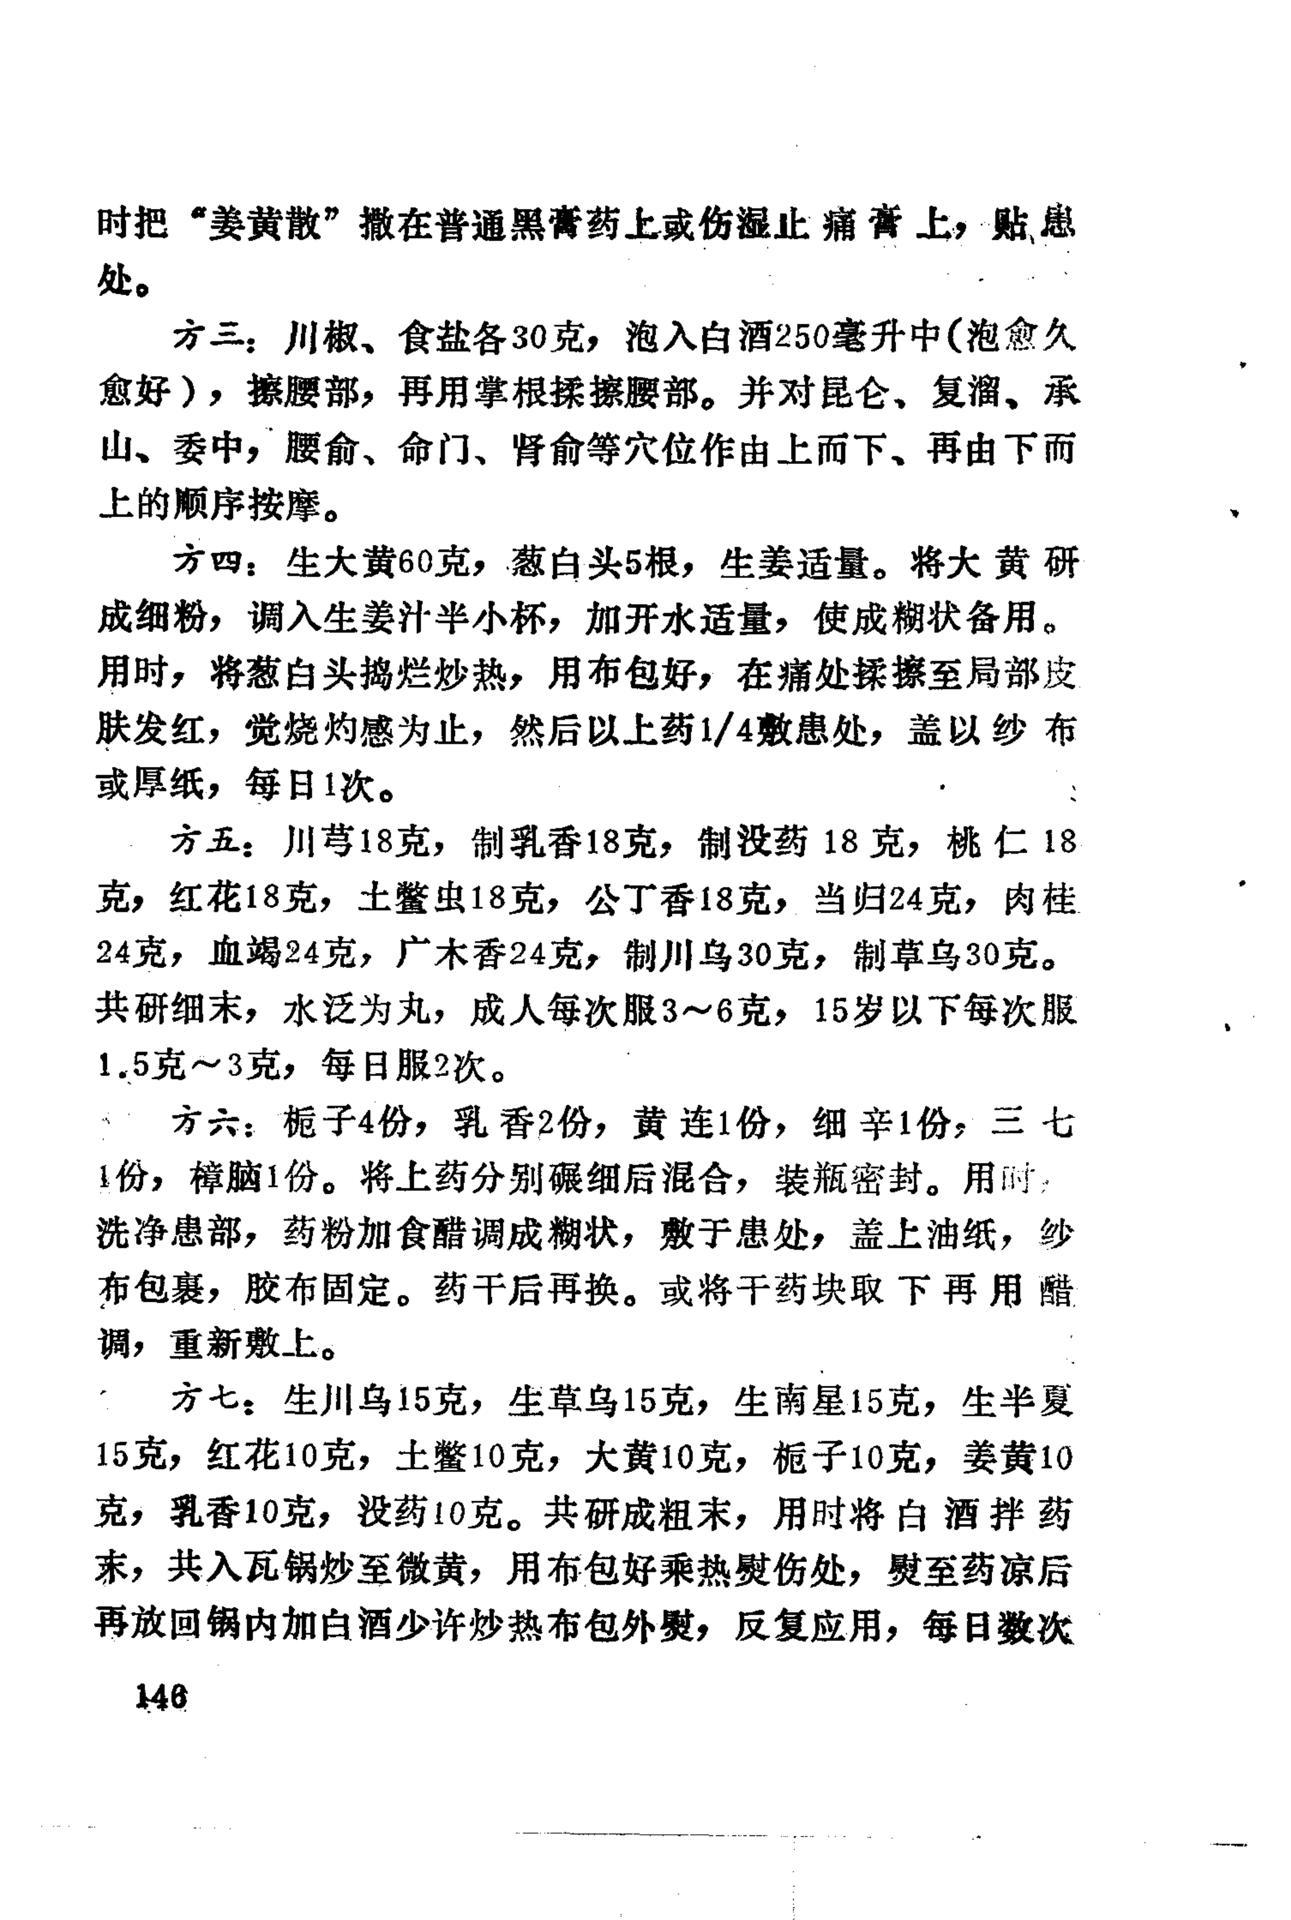 时把“姜黄散”撒在普通黑膏药上或伤湿止痛膏上，贴患
处。
方三：川椒、食盐各30克，泡入白酒250毫升中(泡愈久
愈好)，擦腰部，再用掌根揉擦腰部。并对昆仑、复溜、承
山、委中，腰俞、命门、肾俞等穴位作由上而下、再由下而
上的顺序按摩。
方四：生大黄60克，葱白头5根，生姜适量。将大黄研
成细粉，调入生姜汁半小杯，加开水适量，使成糊状备用。
用时，将葱白头捣烂炒热，用布包好，在痛处揉擦至局部皮
肤发红，觉烧灼感为止，然后以上药1/4敷患处，盖以纱布
或厚纸，每日1次。
方五：川芎18克，制乳香18克，制没药18克，桃仁18
克，红花18克，土鳖虫18克，公丁香18克，当归24克，肉桂
24克，血竭24克，广木香24克，制川乌30克，制草乌30克。
共研细末，水泛为丸，成人每次服3～6克，15岁以下每次服
1.5克～3克，每日服2次。
方六：栀子4份，乳香2份，黄连1份，细辛1份，三七
1份，樟脑1份。将上药分别碾细后混合，装瓶密封。用时，
洗净患部，药粉加食醋调成糊状，敷于患处，盖上油纸，纱
布包裹，胶布固定。药干后再换。或将干药块取下再用醋
调，重新敷上。
方七：生川乌15克，生草乌15克，生南星15克，生半夏
15克，红花10克，土鳖10克，大黄10克，栀子10克，姜黄10
克，乳香10克，没药10克。共研成粗末，用时将白酒拌药
末，共入瓦锅炒至微黄，用布包好乘热熨伤处，熨至药凉后
再放回锅内加白酒少许炒热布包外熨，反复应用，每日数次
146